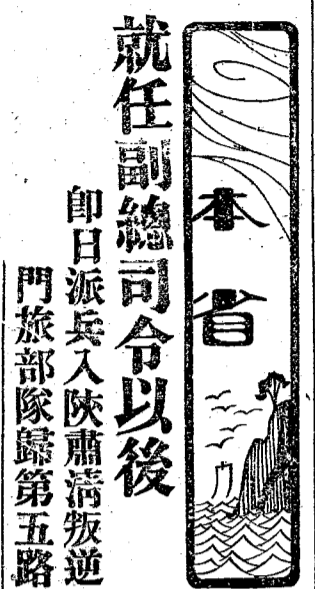 本省
就任副總司令以後
卽日派兵入陝肅清叛逆
門旅部隊歸第五路